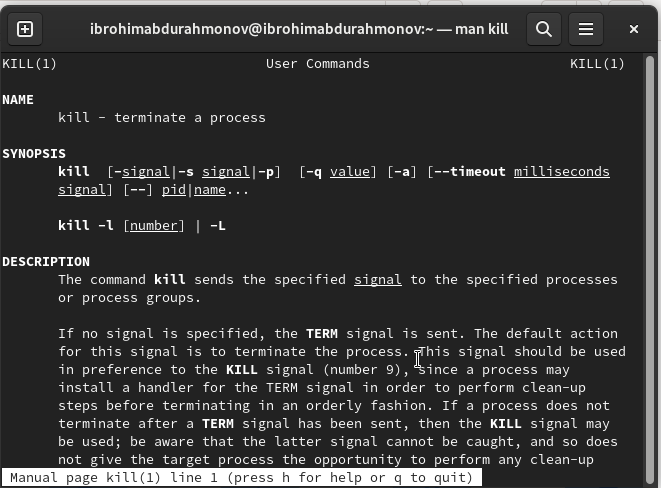 ibrohimabdurahmonov@ibrohimabdurahmonov:~ — man kill
KILL(1) User Commands KILL(1)
NAME
kill - terminate a process
SYNOPSIS
kill [-signal|-s signal|-p] [-q value] [-a] [--timeout milliseconds
signal] [--] pid|name...
kill -l [number] | -L
DESCRIPTION
The command kill sends the specified signal to the specified processes
or process groups.
If no signal is specified, the TERM signal is sent. The default action
for this signal is to terminate the process. This signal should be used
in preference to the KILL signal (number 9), since a process may
install a handler for the TERM signal in order to perform clean-up
steps before terminating in an orderly fashion. If a process does not
terminate after a TERM signal has been sent, then the KILL signal may
be used; be aware that the latter signal cannot be caught, and so does
not give the target process the opportunity to perform any clean-up
Manual page kill(1) line 1 (press h for help or q to quit)